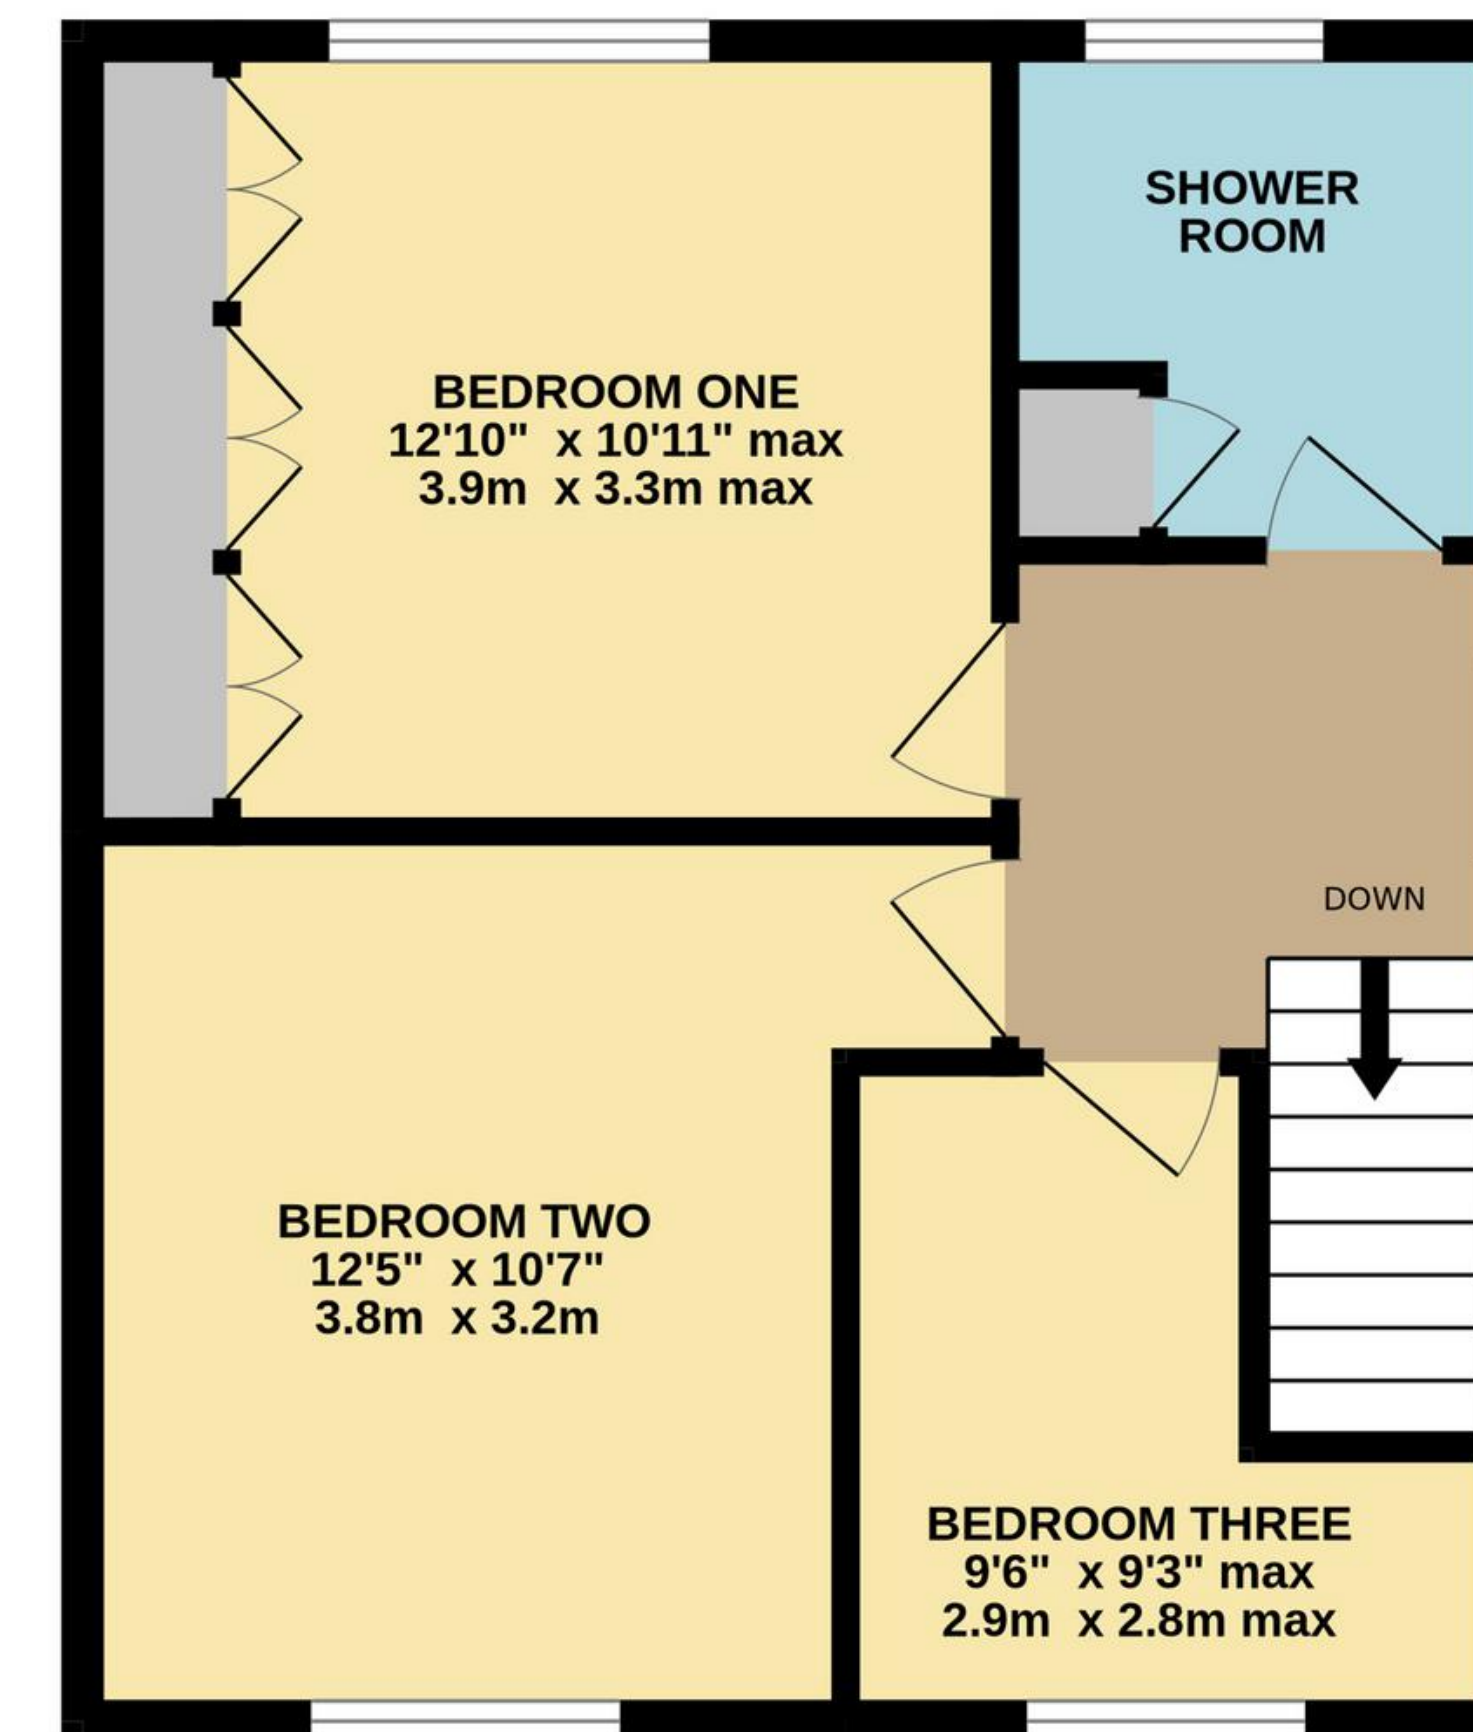 SHOWER
ROOM
BEDROOM ONE
12'10"  x 10'11" max
3.9m  x 3.3m max
DOWN
BEDROOM TWO
12'5"  x 10'7"
3.8m  x 3.2m
BEDROOM THREE
9'6"  x 9'3" max
2.9m  x 2.8m max